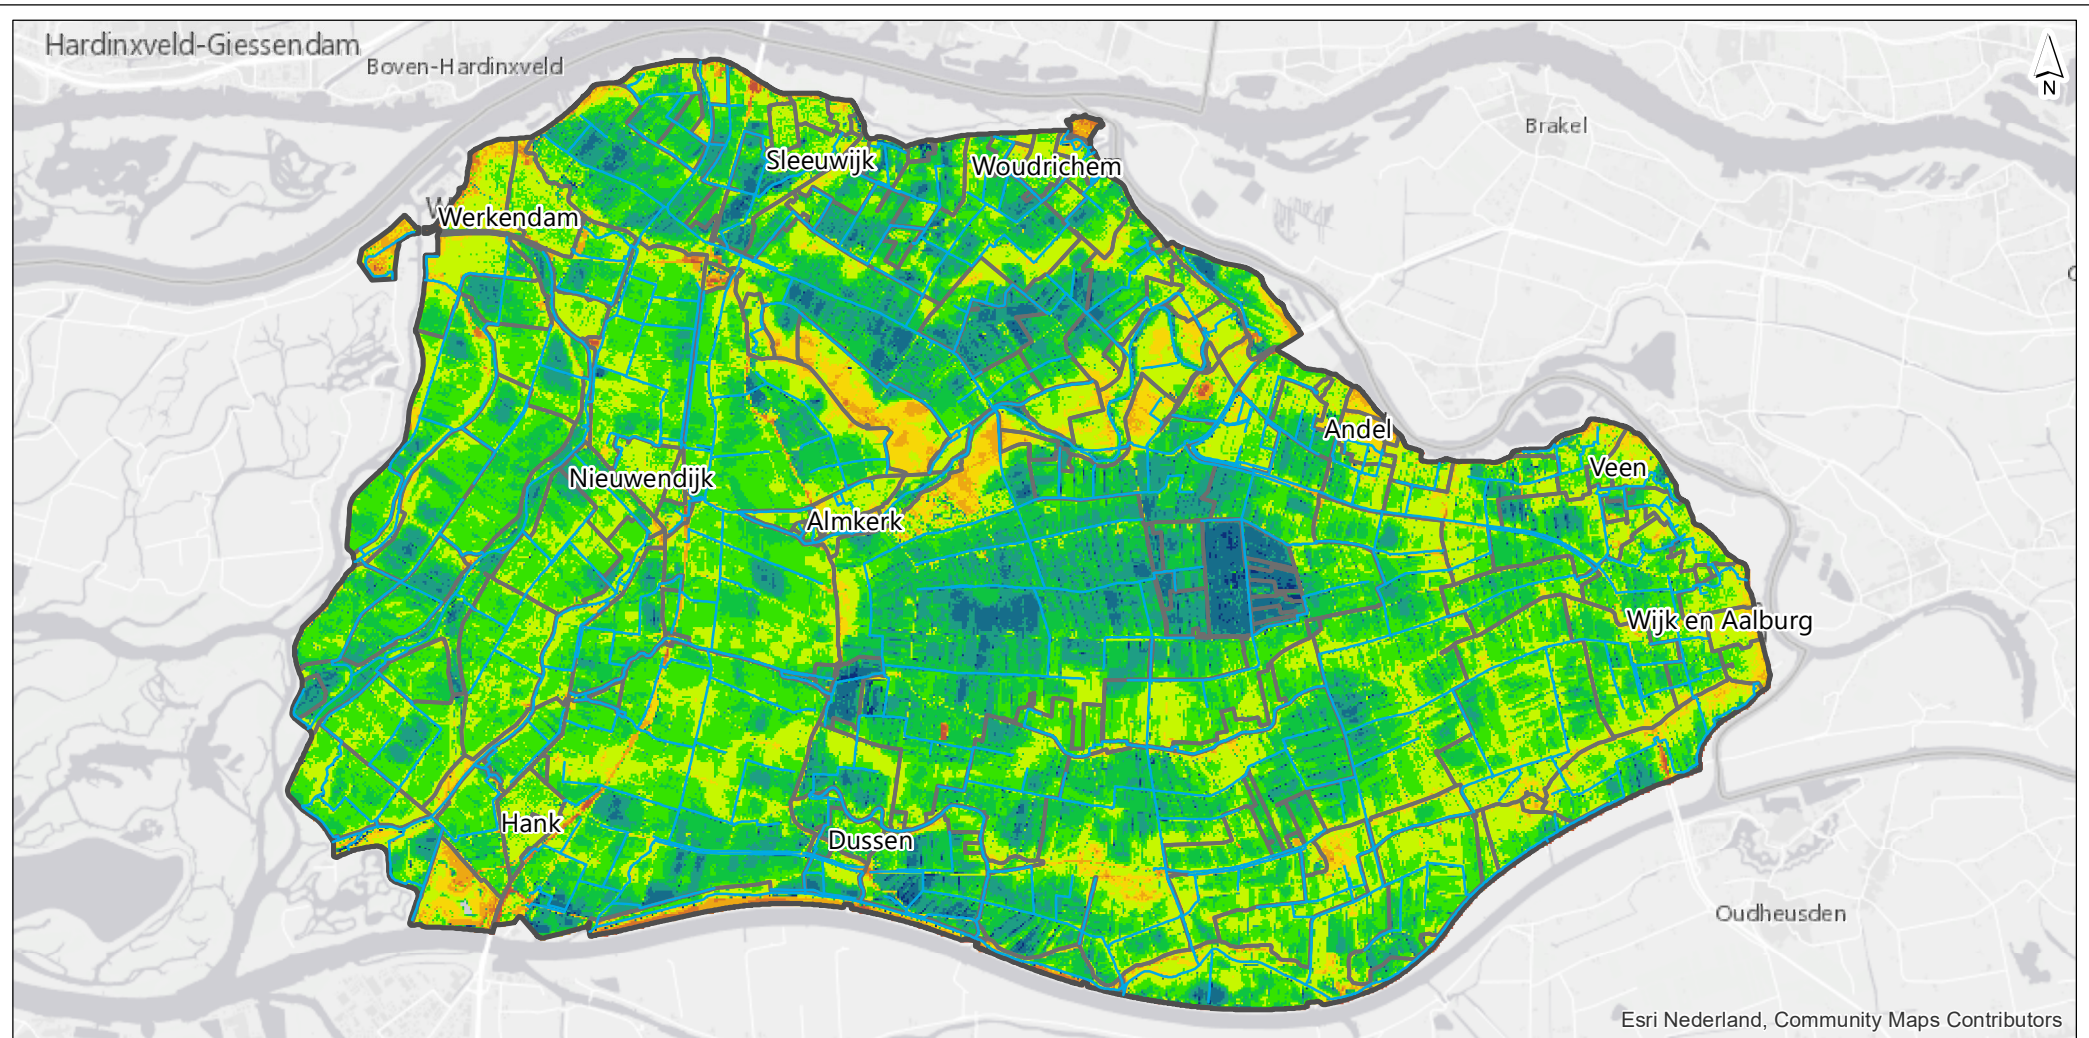 Hardinxveld-Giessendam
Boven-Hardinxveld
N
Brakel
Sleeuwijk
Woudrichem
Werkendam
Andel
Veen
Nieuwendijk
Almkerk
Wijk en Aalburg
Hank
Dussen
Oudheusden
Esri Nederland, Community Maps Contributors